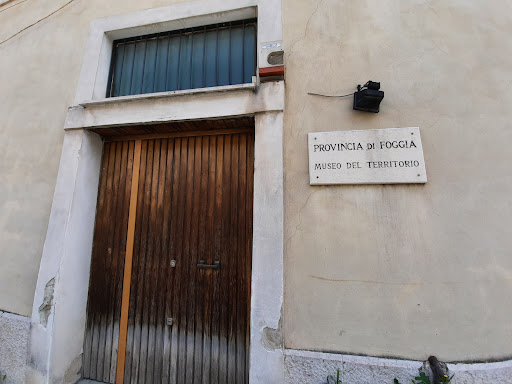 PROVINCIA DI FOGGIA
MUSEO DEL TERRITORIO